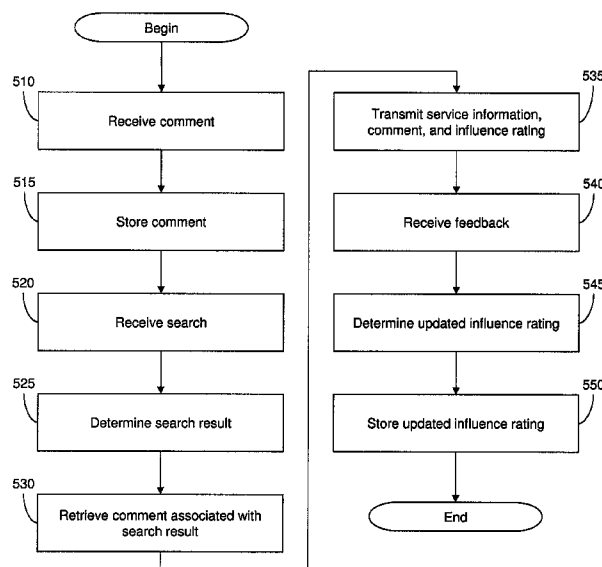 Begin
510
Receive comment
515
Store comment
520
Receive search
525
Determine search result
530
Retrieve comment associated with
search result
535
Transmit service information,
comment, and influence rating
540
Receive feedback
545
Determine updated influence rating
550
Store updated influence rating
End